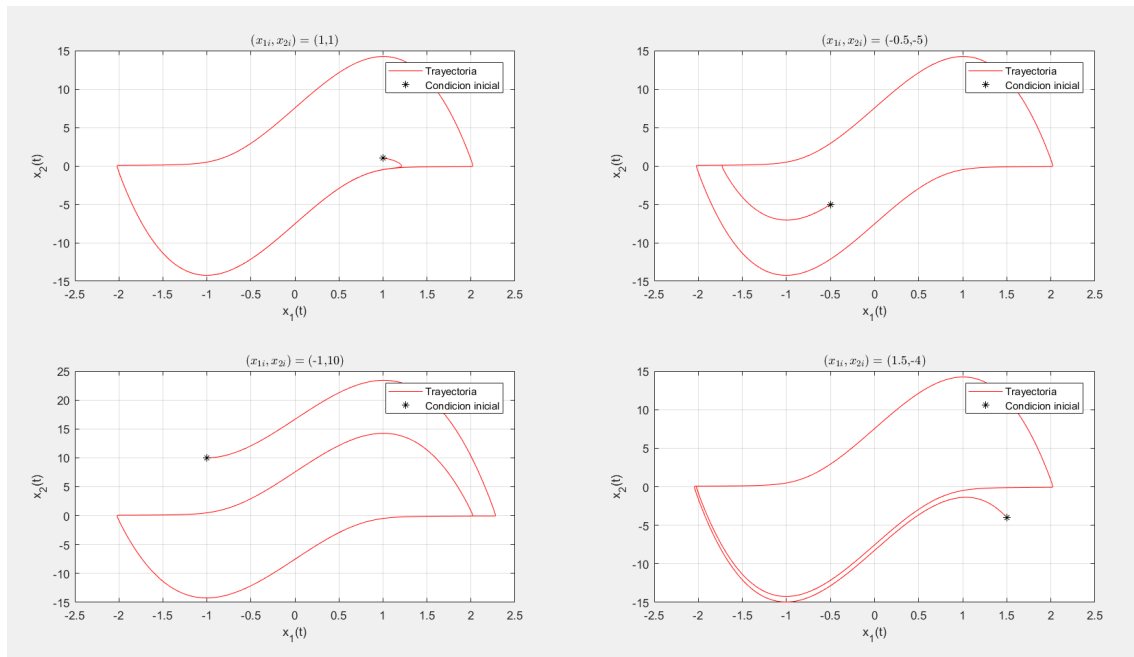 (x1i, x2i) = (1,1)
15
10
5
0
-5
-10
-15
x2(t)
-2.5 -2 -1.5 -1 -0.5 0 0.5 1 1.5 2 2.5
x1(t)
Trayectoria
Condicion inicial
(x1i, x2i) = (-0.5,-5)
15
10
5
0
-5
-10
-15
x2(t)
-2.5 -2 -1.5 -1 -0.5 0 0.5 1 1.5 2 2.5
x1(t)
Trayectoria
Condicion inicial
(x1i, x2i) = (-1,10)
25
20
15
10
5
0
-5
-10
-15
x2(t)
-2.5 -2 -1.5 -1 -0.5 0 0.5 1 1.5 2 2.5
x1(t)
Trayectoria
Condicion inicial
(x1i, x2i) = (1.5,-4)
15
10
5
0
-5
-10
-15
x2(t)
-2.5 -2 -1.5 -1 -0.5 0 0.5 1 1.5 2 2.5
x1(t)
Trayectoria
Condicion inicial